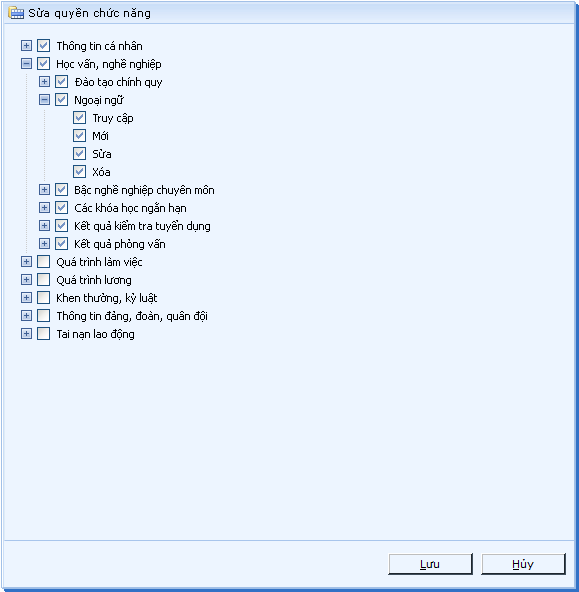 Sửa quyền chức năng
Thông tin cá nhân
Học vấn, nghề nghiệp
Đào tạo chính quy
Ngoại ngữ
Truy cập
Mới
Sửa
Xóa
Bậc nghề nghiệp chuyên môn
Các khóa học ngắn hạn
Kết quả kiểm tra tuyển dụng
Kết quả phỏng vấn
Quá trình làm việc
Quá trình lương
Khen thưởng, kỷ luật
Thông tin đảng, đoàn, quân đội
Tai nạn lao động
Lưu
Hủy